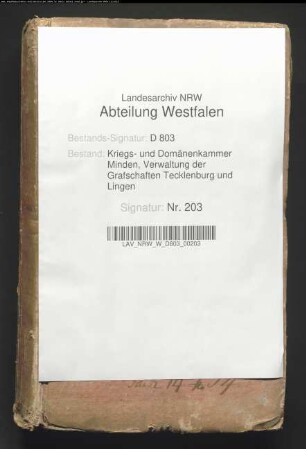 Landesarchiv NRW
Abteilung Westfalen
Bestands-Signatur: D 803
Bestand: Kriegs- und Domänenkammer
Minden, Verwaltung der
Grafschaften Tecklenburg und
Lingen
Signatur: Nr. 203
LAV_NRW_W_D803_00203